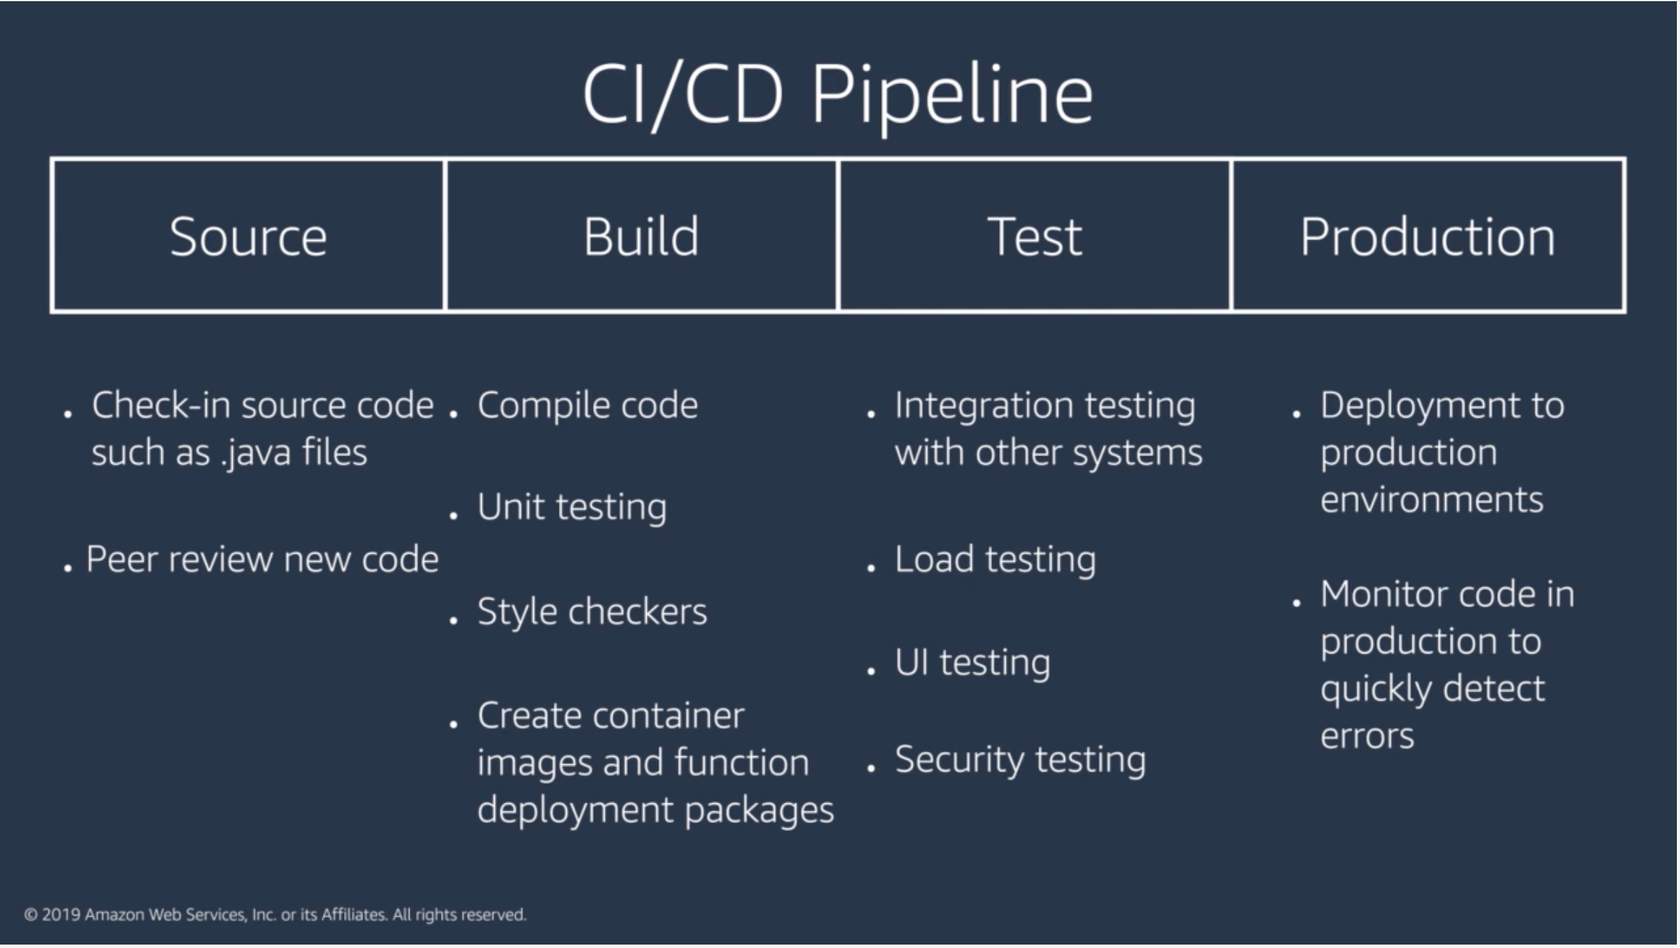 CI/CD Pipeline
Source
Build
Test
Production
. Check-in source code
such as .java files
. Peer review new code
. Compile code
. Unit testing
. Style checkers
. Create container
images and function
deployment packages
. Integration testing
with other systems
. Load testing
. UI testing
. Security testing
. Deployment to
production
environments
. Monitor code in
production to
quickly detect
errors
© 2019 Amazon Web Services, Inc. or its Affiliates. All rights reserved.